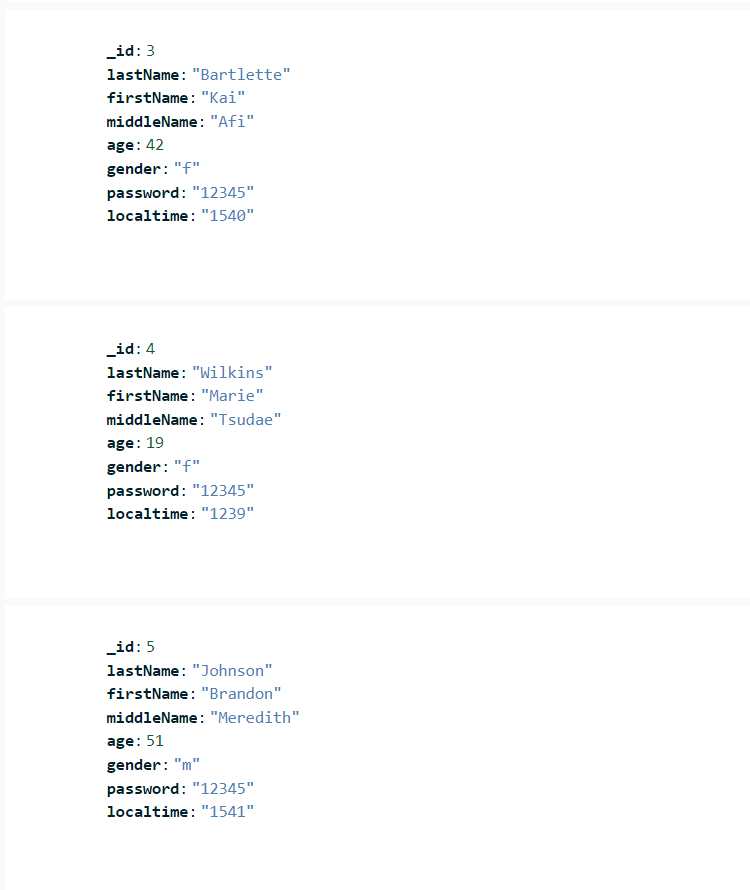 _id: 3
lastName: "Bartlette"
firstName: "Kai"
middleName: "Afi"
age: 42
gender: "f"
password: "12345"
localtime: "1540"
_id: 4
lastName: "Wilkins"
firstName: "Marie"
middleName: "Tsudae"
age: 19
gender: "f"
password: "12345"
localtime: "1239"
_id: 5
lastName: "Johnson"
firstName: "Brandon"
middleName: "Meredith"
age: 51
gender: "m"
password: "12345"
localtime: "1541"